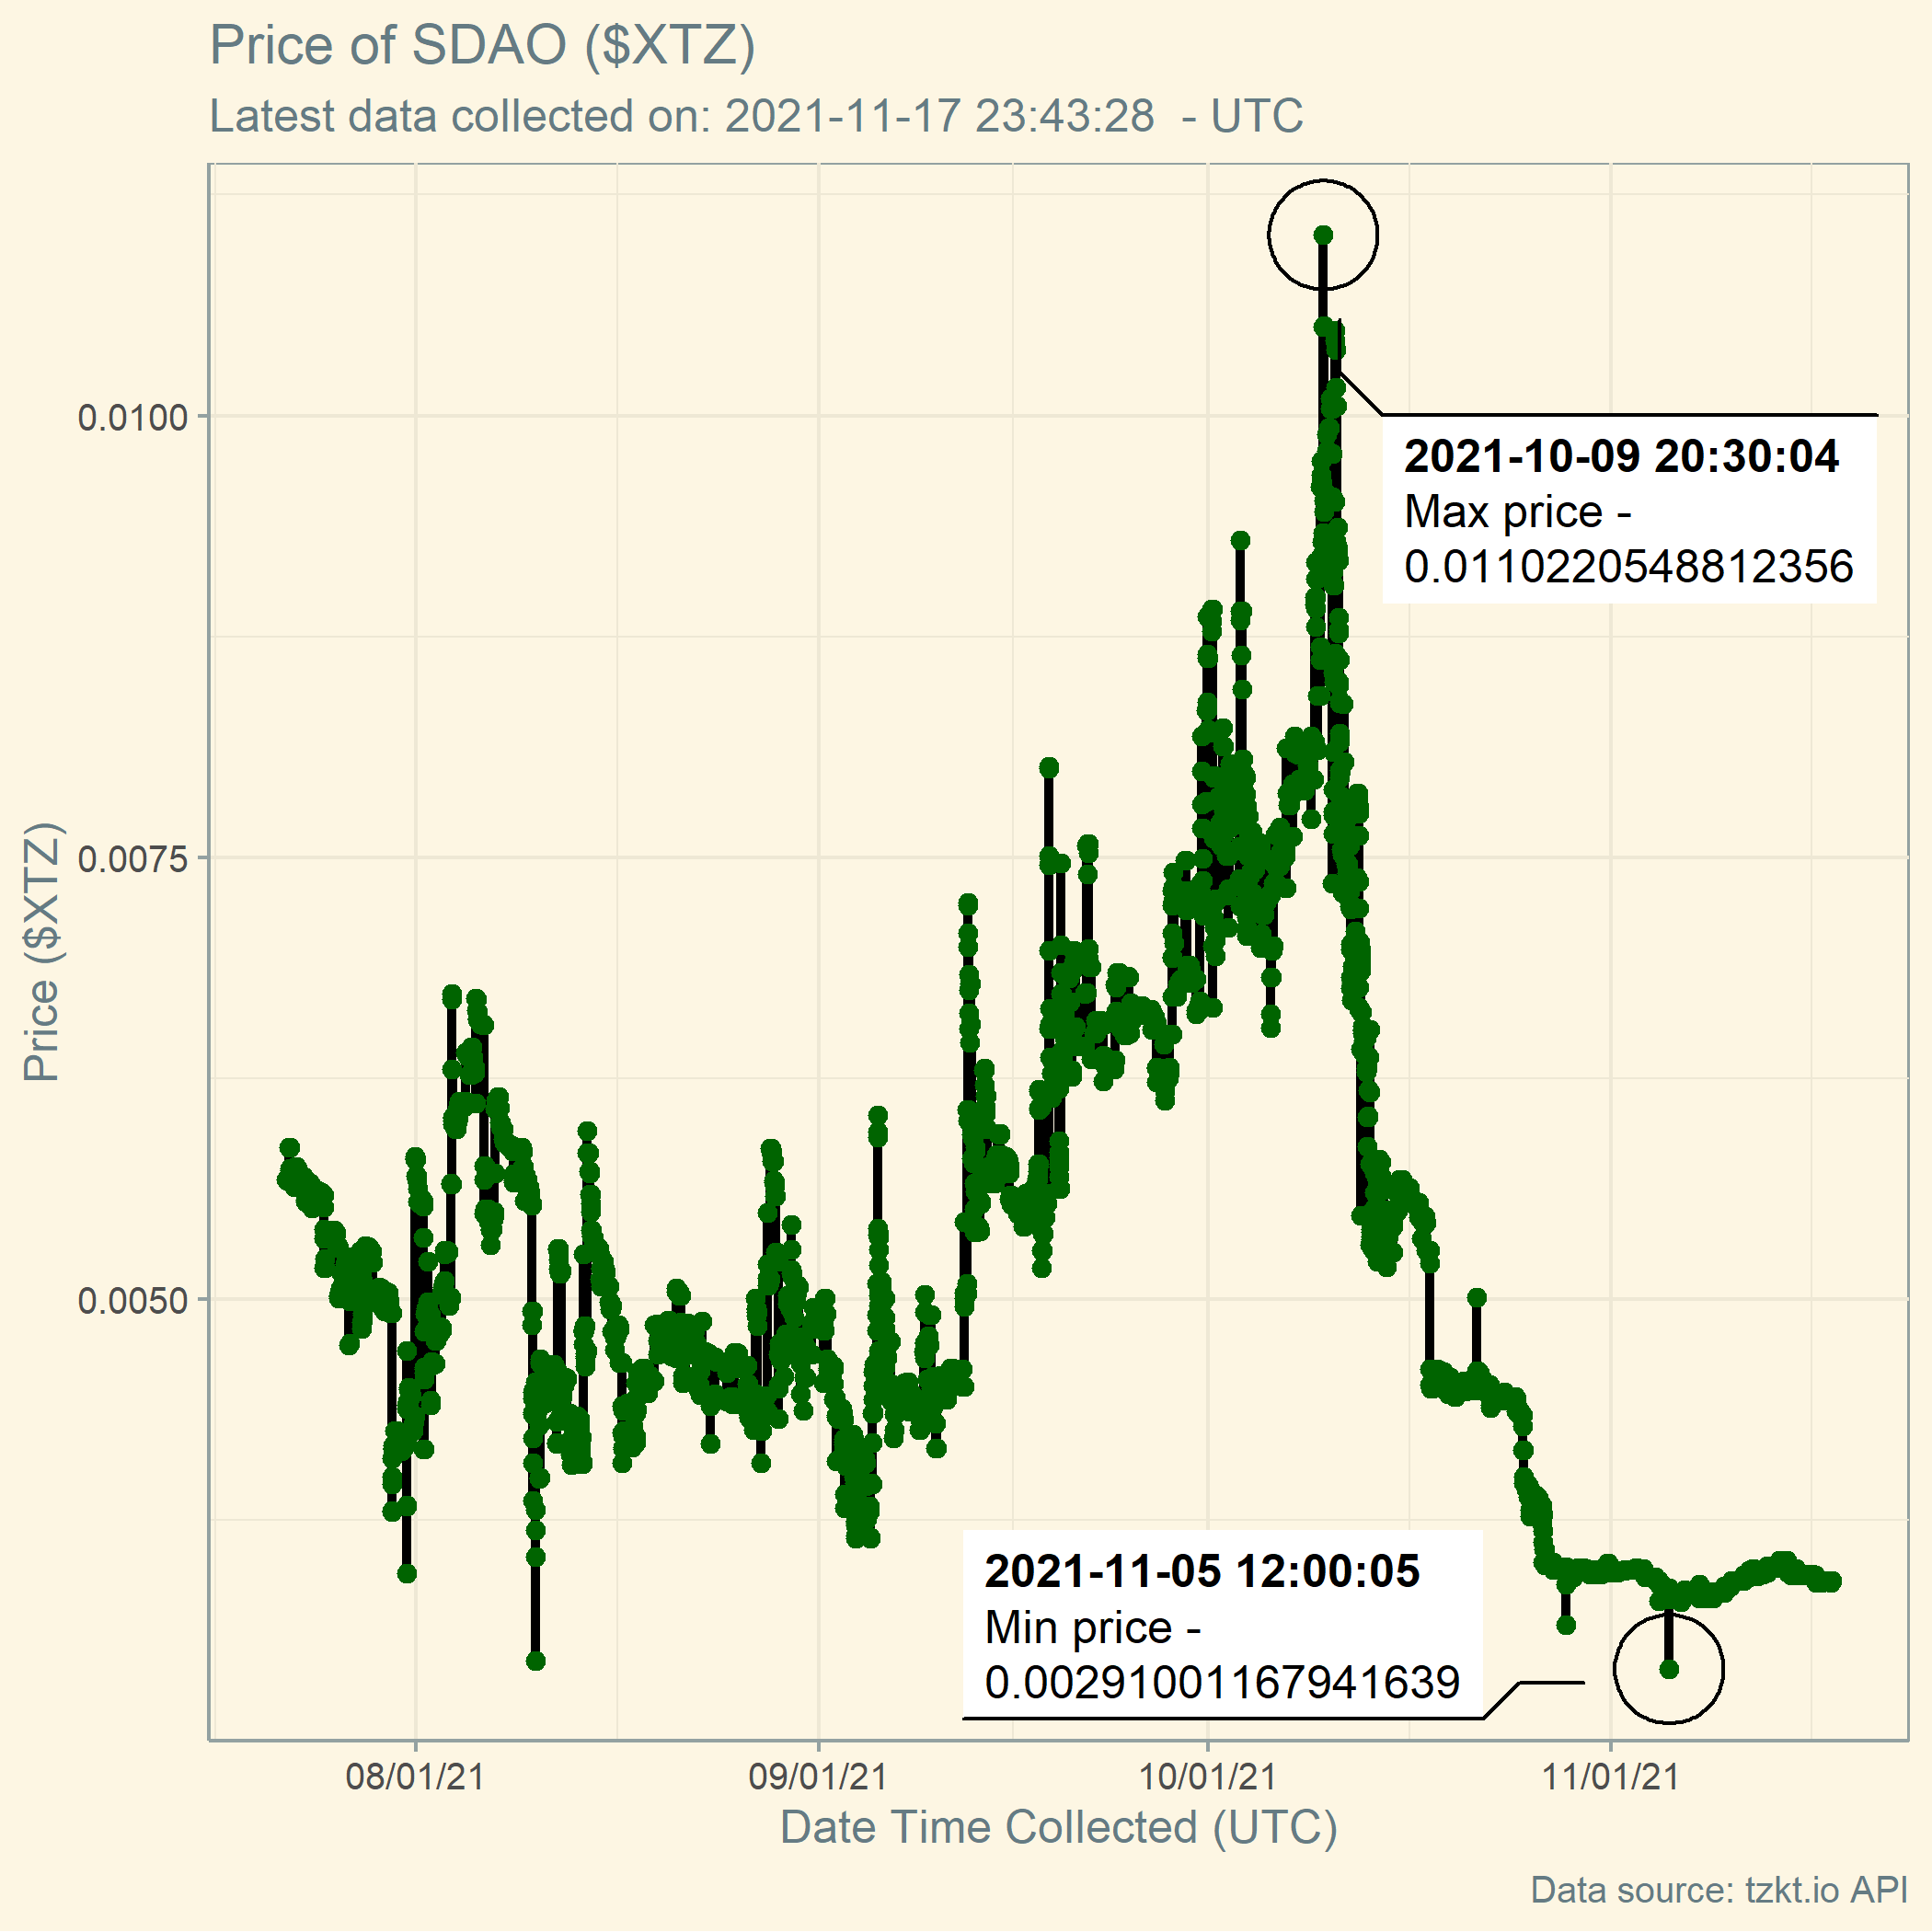 Price of SDAO ($XTZ)
Latest data collected on: 2021-11-17 23:43:28  - UTC
0.0100
2021-10-09 20:30:04
Max price -
0.0110220548812356
0.0075
Price ($XTZ)
0.0050
2021-11-05 12:00:05
Min price -
0.00291001167941639
08/01/21
09/01/21
10/01/21
11/01/21
Date Time Collected (UTC)
Data source: tzkt.io API